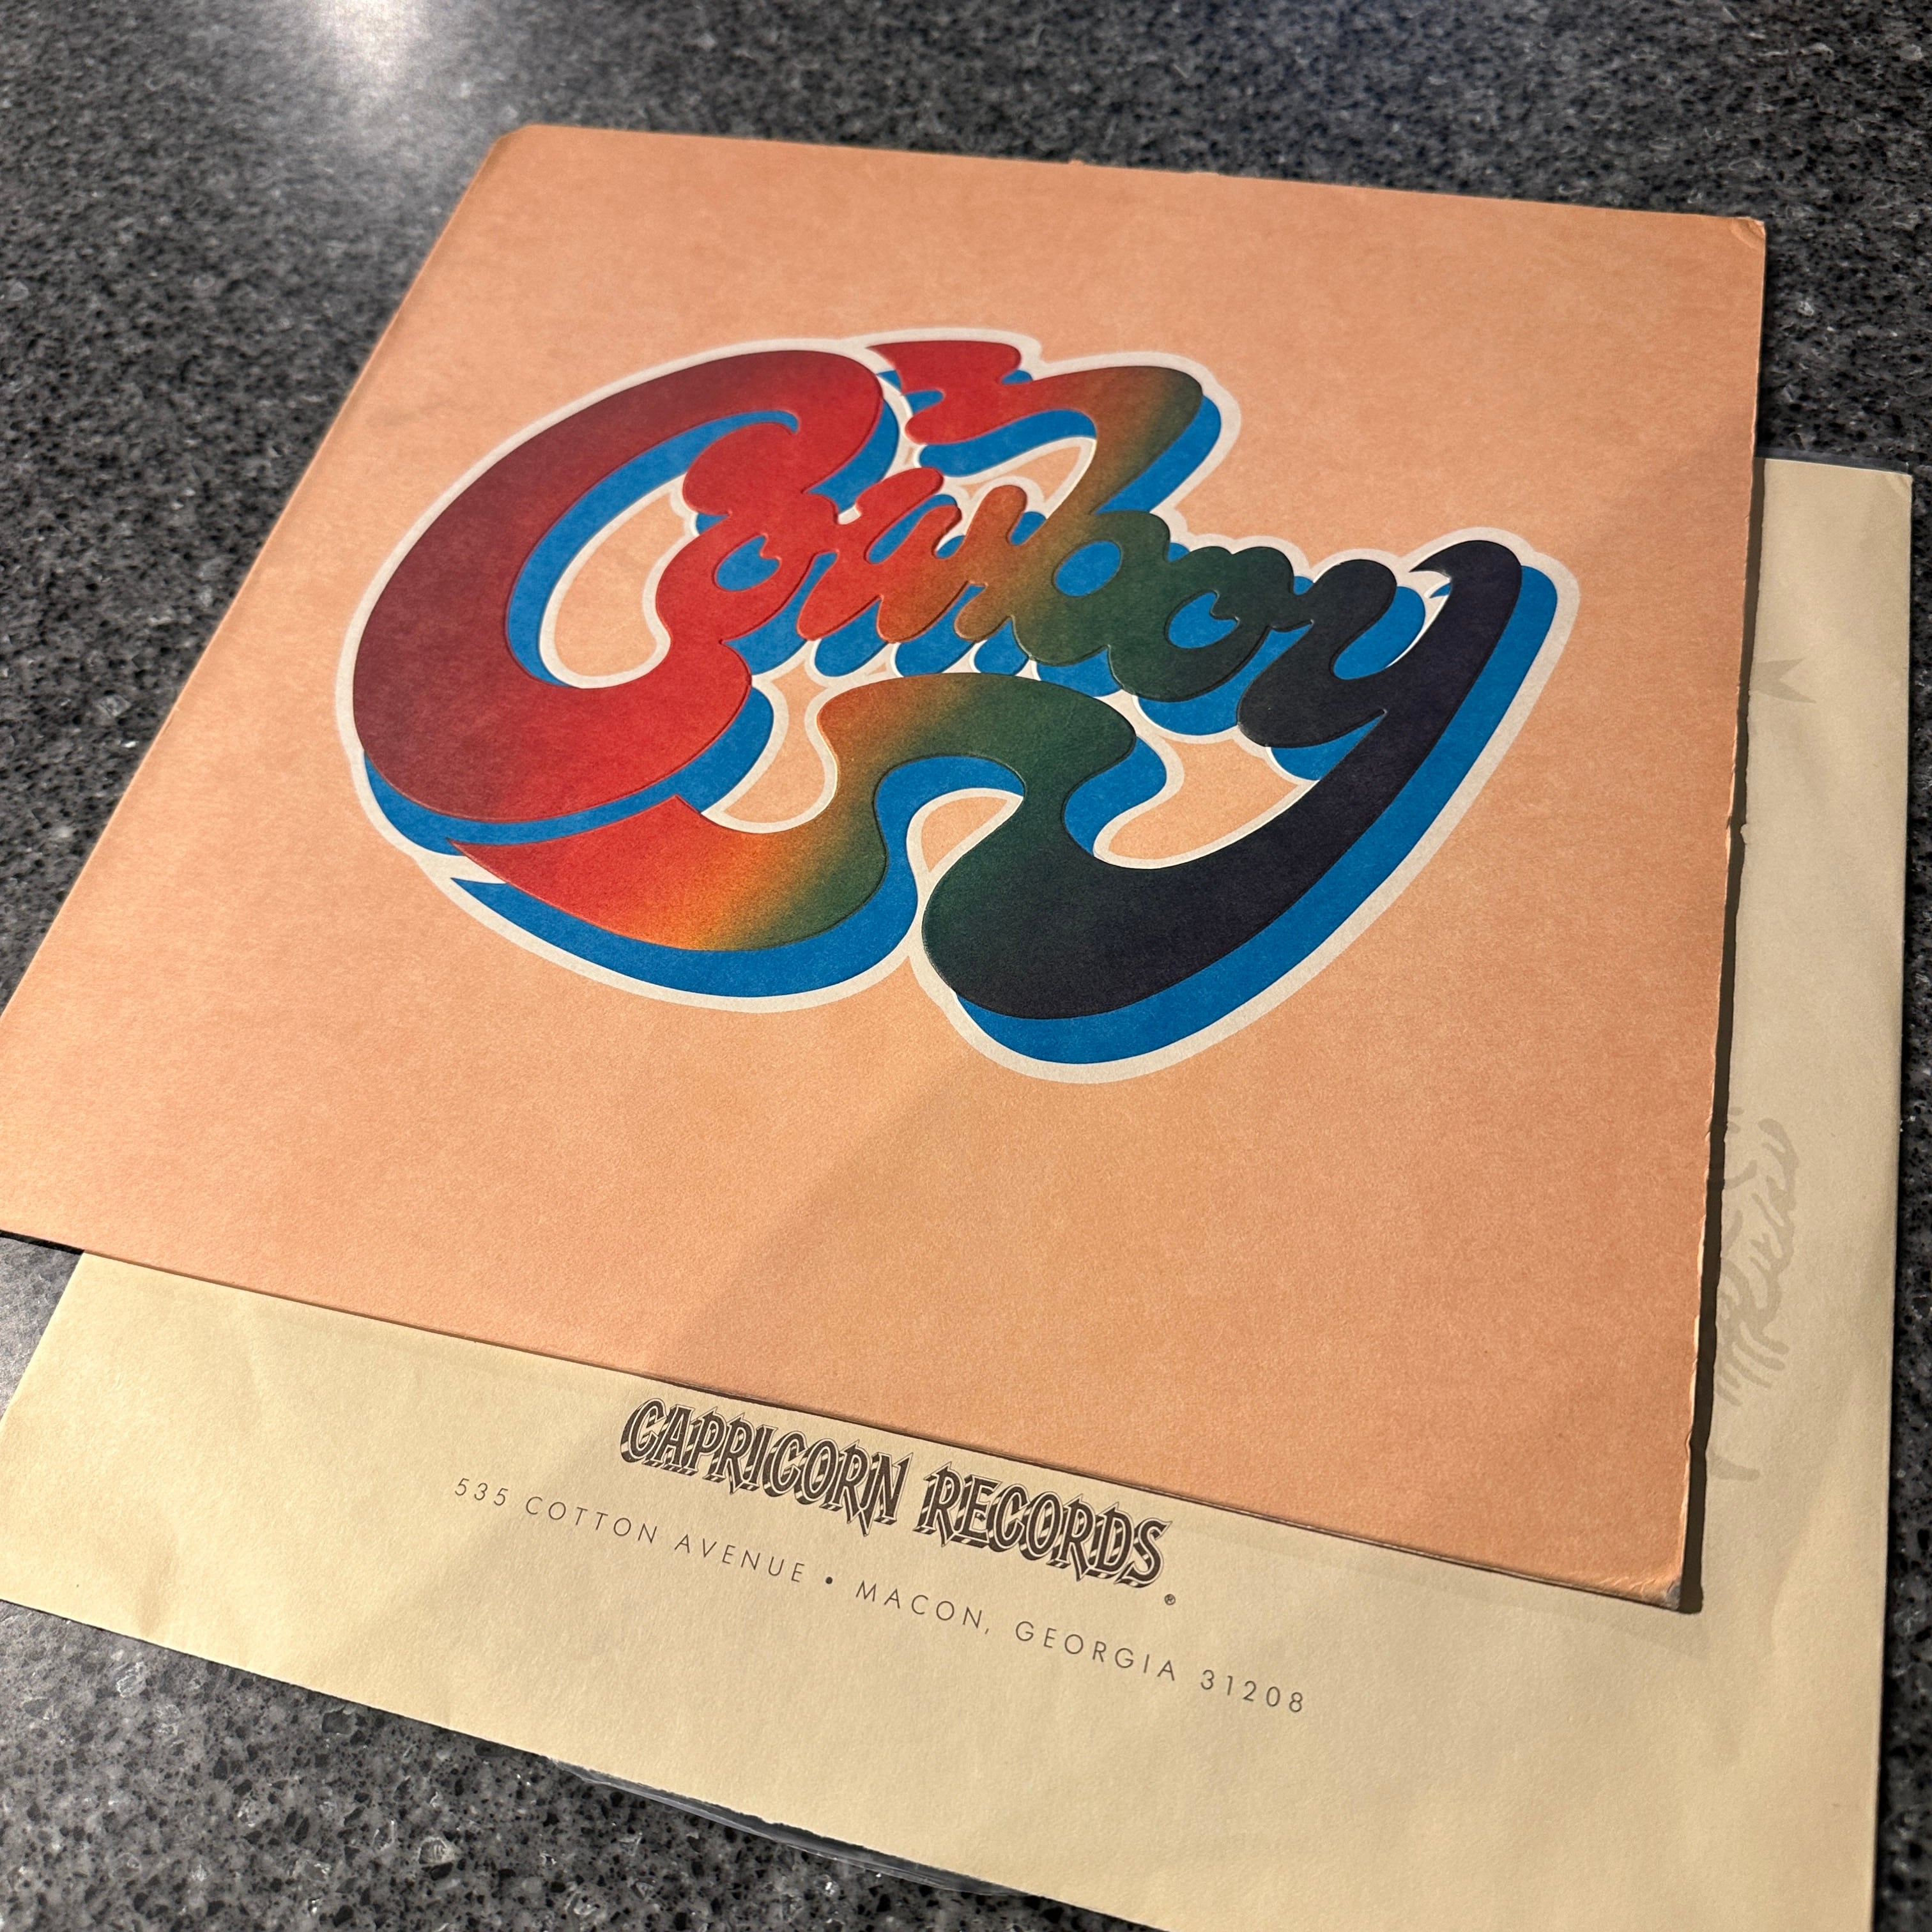 Cowboy
CAPRICORN RECORDS®
535 COTTON AVENUE • MACON, GEORGIA 31208